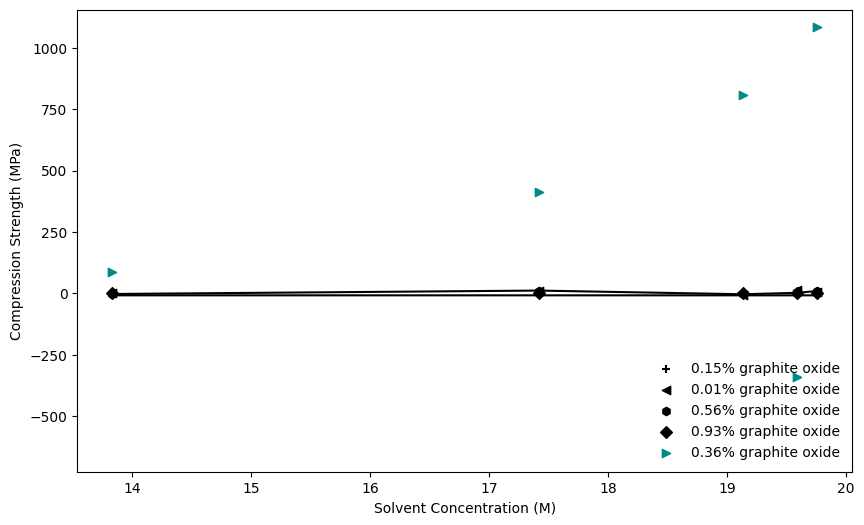 1000
750
500
250
0
−250
−500
Compression Strength (MPa)
0.15% graphite oxide
0.01% graphite oxide
0.56% graphite oxide
0.93% graphite oxide
0.36% graphite oxide
14 15 16 17 18 19 20
Solvent Concentration (M)